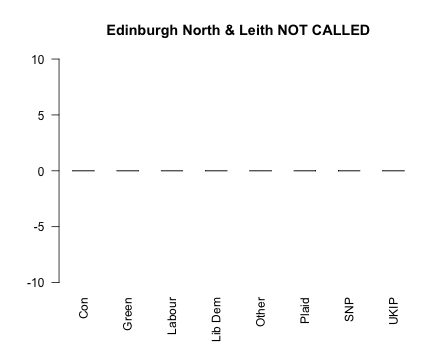 Edinburgh North & Leith NOT CALLED
10
5
0
-5
-10
Con
Green
Labour
Lib Dem
Other
Plaid
SNP
UKIP